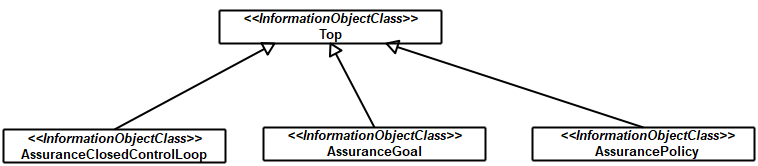 <<InformationObjectClass>>
Top
<<InformationObjectClass>>
AssuranceClosedControlLoop
<<InformationObjectClass>>
AssuranceGoal
<<InformationObjectClass>>
AssurancePolicy